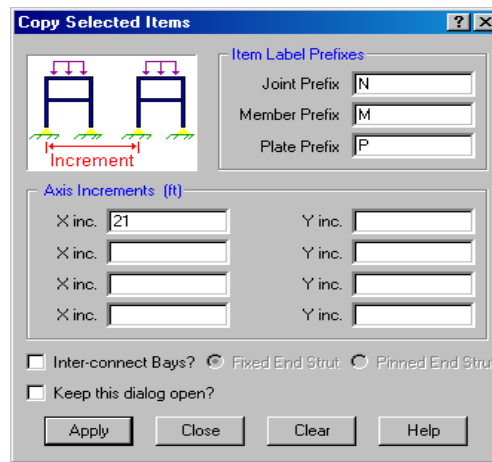 Copy Selected Items
Item Label Prefixes
Joint Prefix N
Member Prefix M
Plate Prefix P
Increment
Axis Increments (ft)
X inc. 21 Y inc.
X inc. Y inc.
X inc. Y inc.
X inc. Y inc.
Inter-connect Bays? Fixed End Strut Pinned End Strut
Keep this dialog open?
Apply Close Clear Help